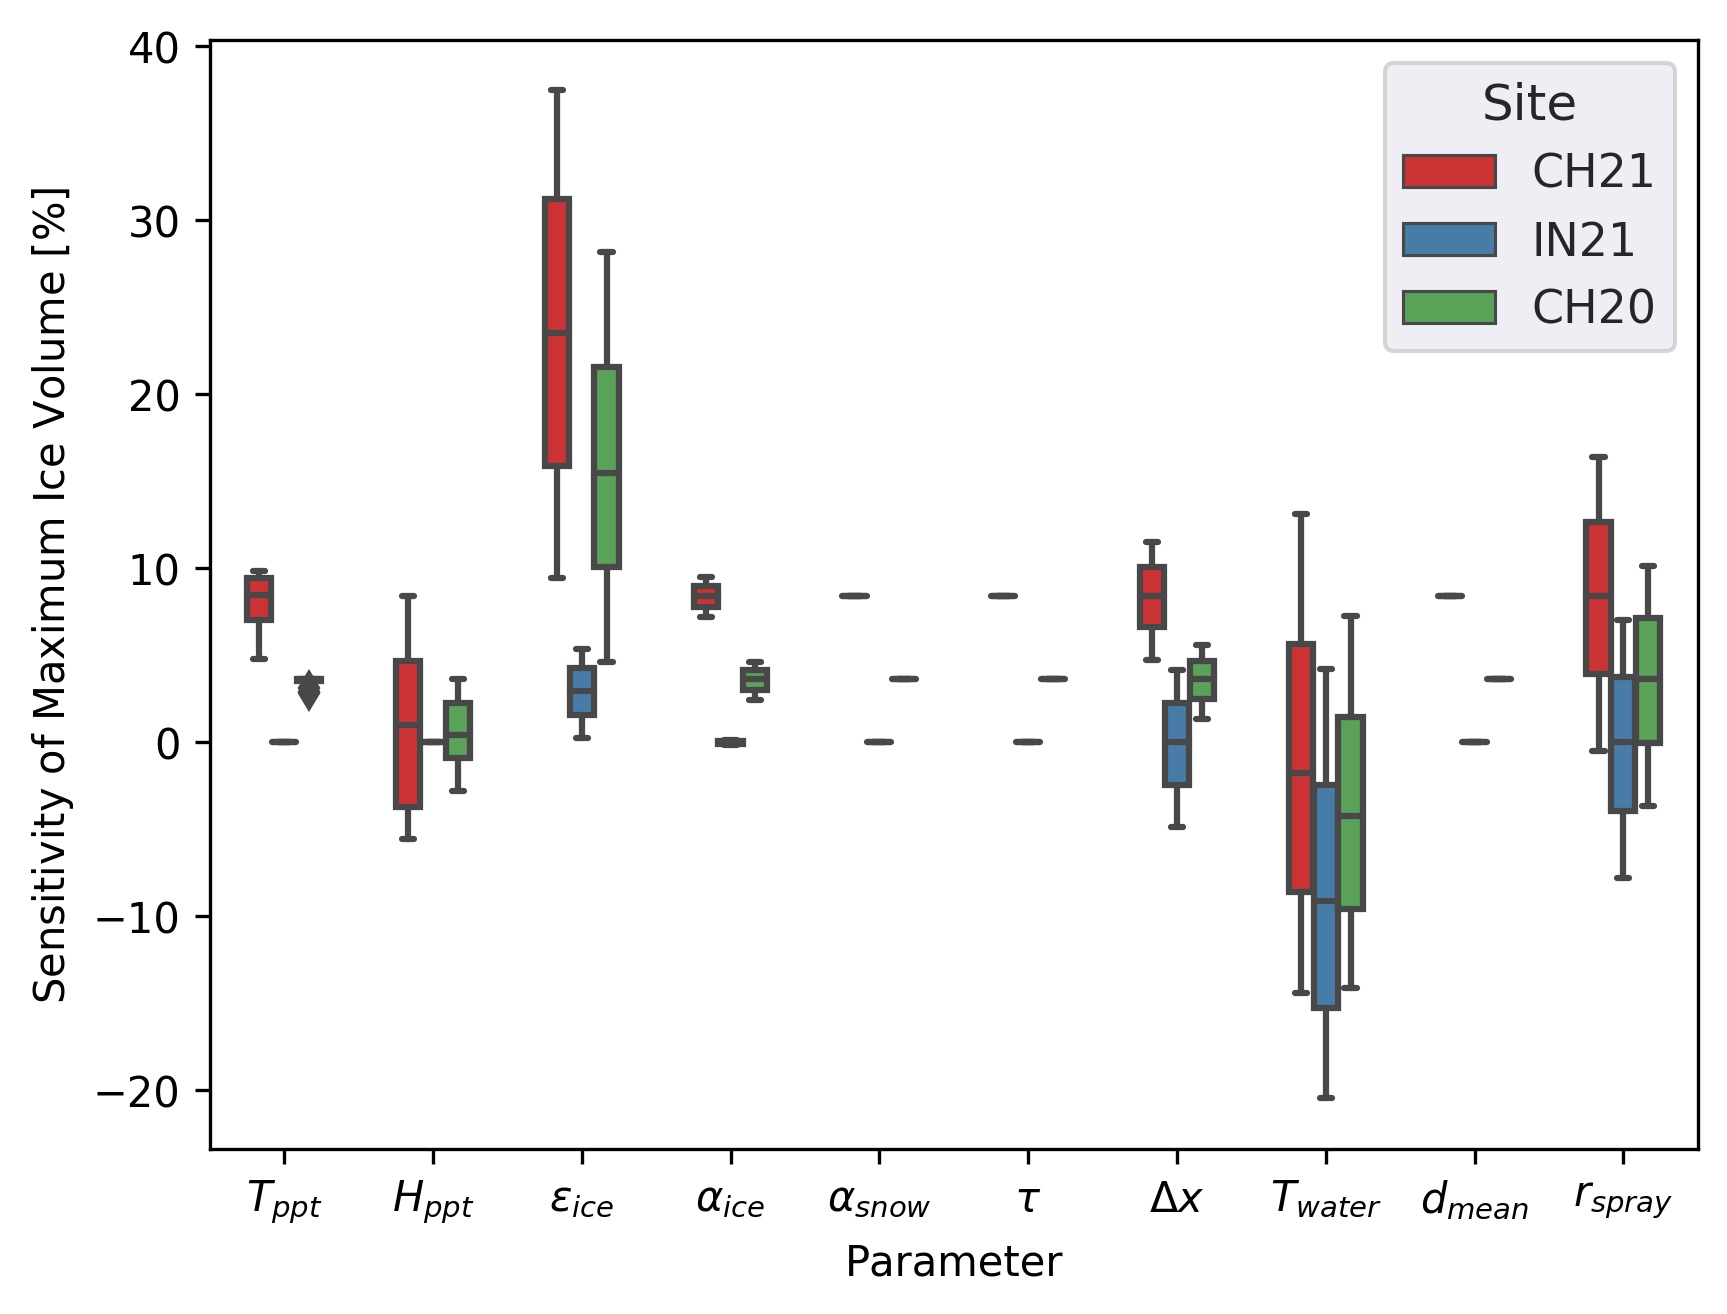 Sensitivity of Maximum Ice Volume [%]
40
30
20
10
0
−10
−20
Site
CH21
IN21
CH20
T_ppt H_ppt ε_ice α_ice α_snow τ Δx T_water d_mean r_spray
Parameter